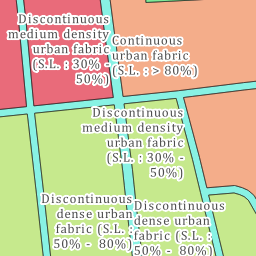 Discontinuous
medium density
urban fabric
(S.L. : 30% -
50%)
Continuous
urban fabric
(S.L. : > 80%)
Discontinuous
medium density
urban fabric
(S.L. : 30% -
50%)
Discontinuous
dense urban
fabric (S.L. :
50% - 80%)
Discontinuous
dense urban
fabric (S.L. :
50% - 80%)